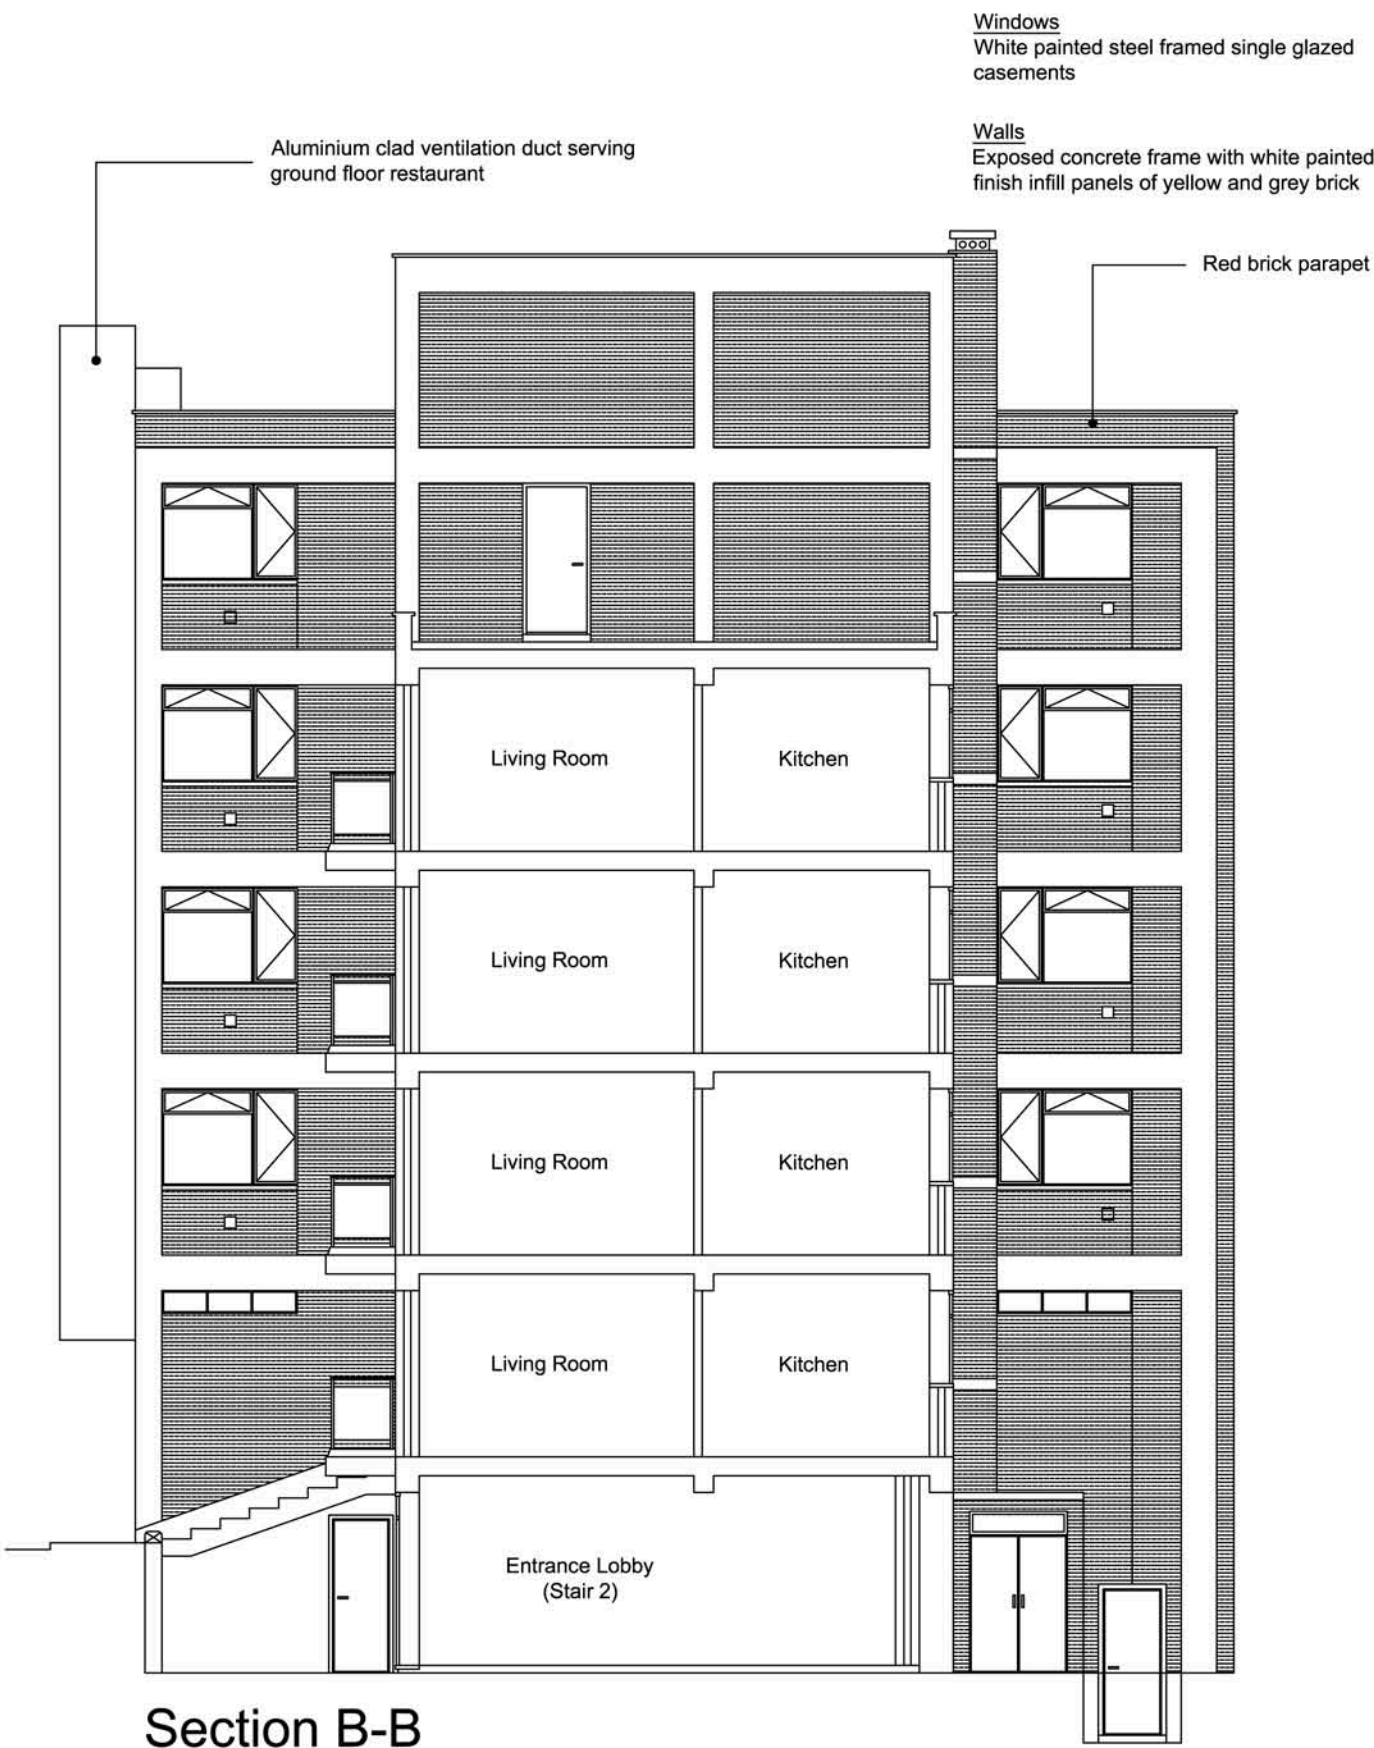 Windows
White painted steel framed single glazed
casements
Walls
Exposed concrete frame with white painted
finish infill panels of yellow and grey brick
Aluminium clad ventilation duct serving
ground floor restaurant
Red brick parapet
Living Room
Kitchen
Living Room
Kitchen
Living Room
Kitchen
Living Room
Kitchen
Entrance Lobby
(Stair 2)
Section B-B